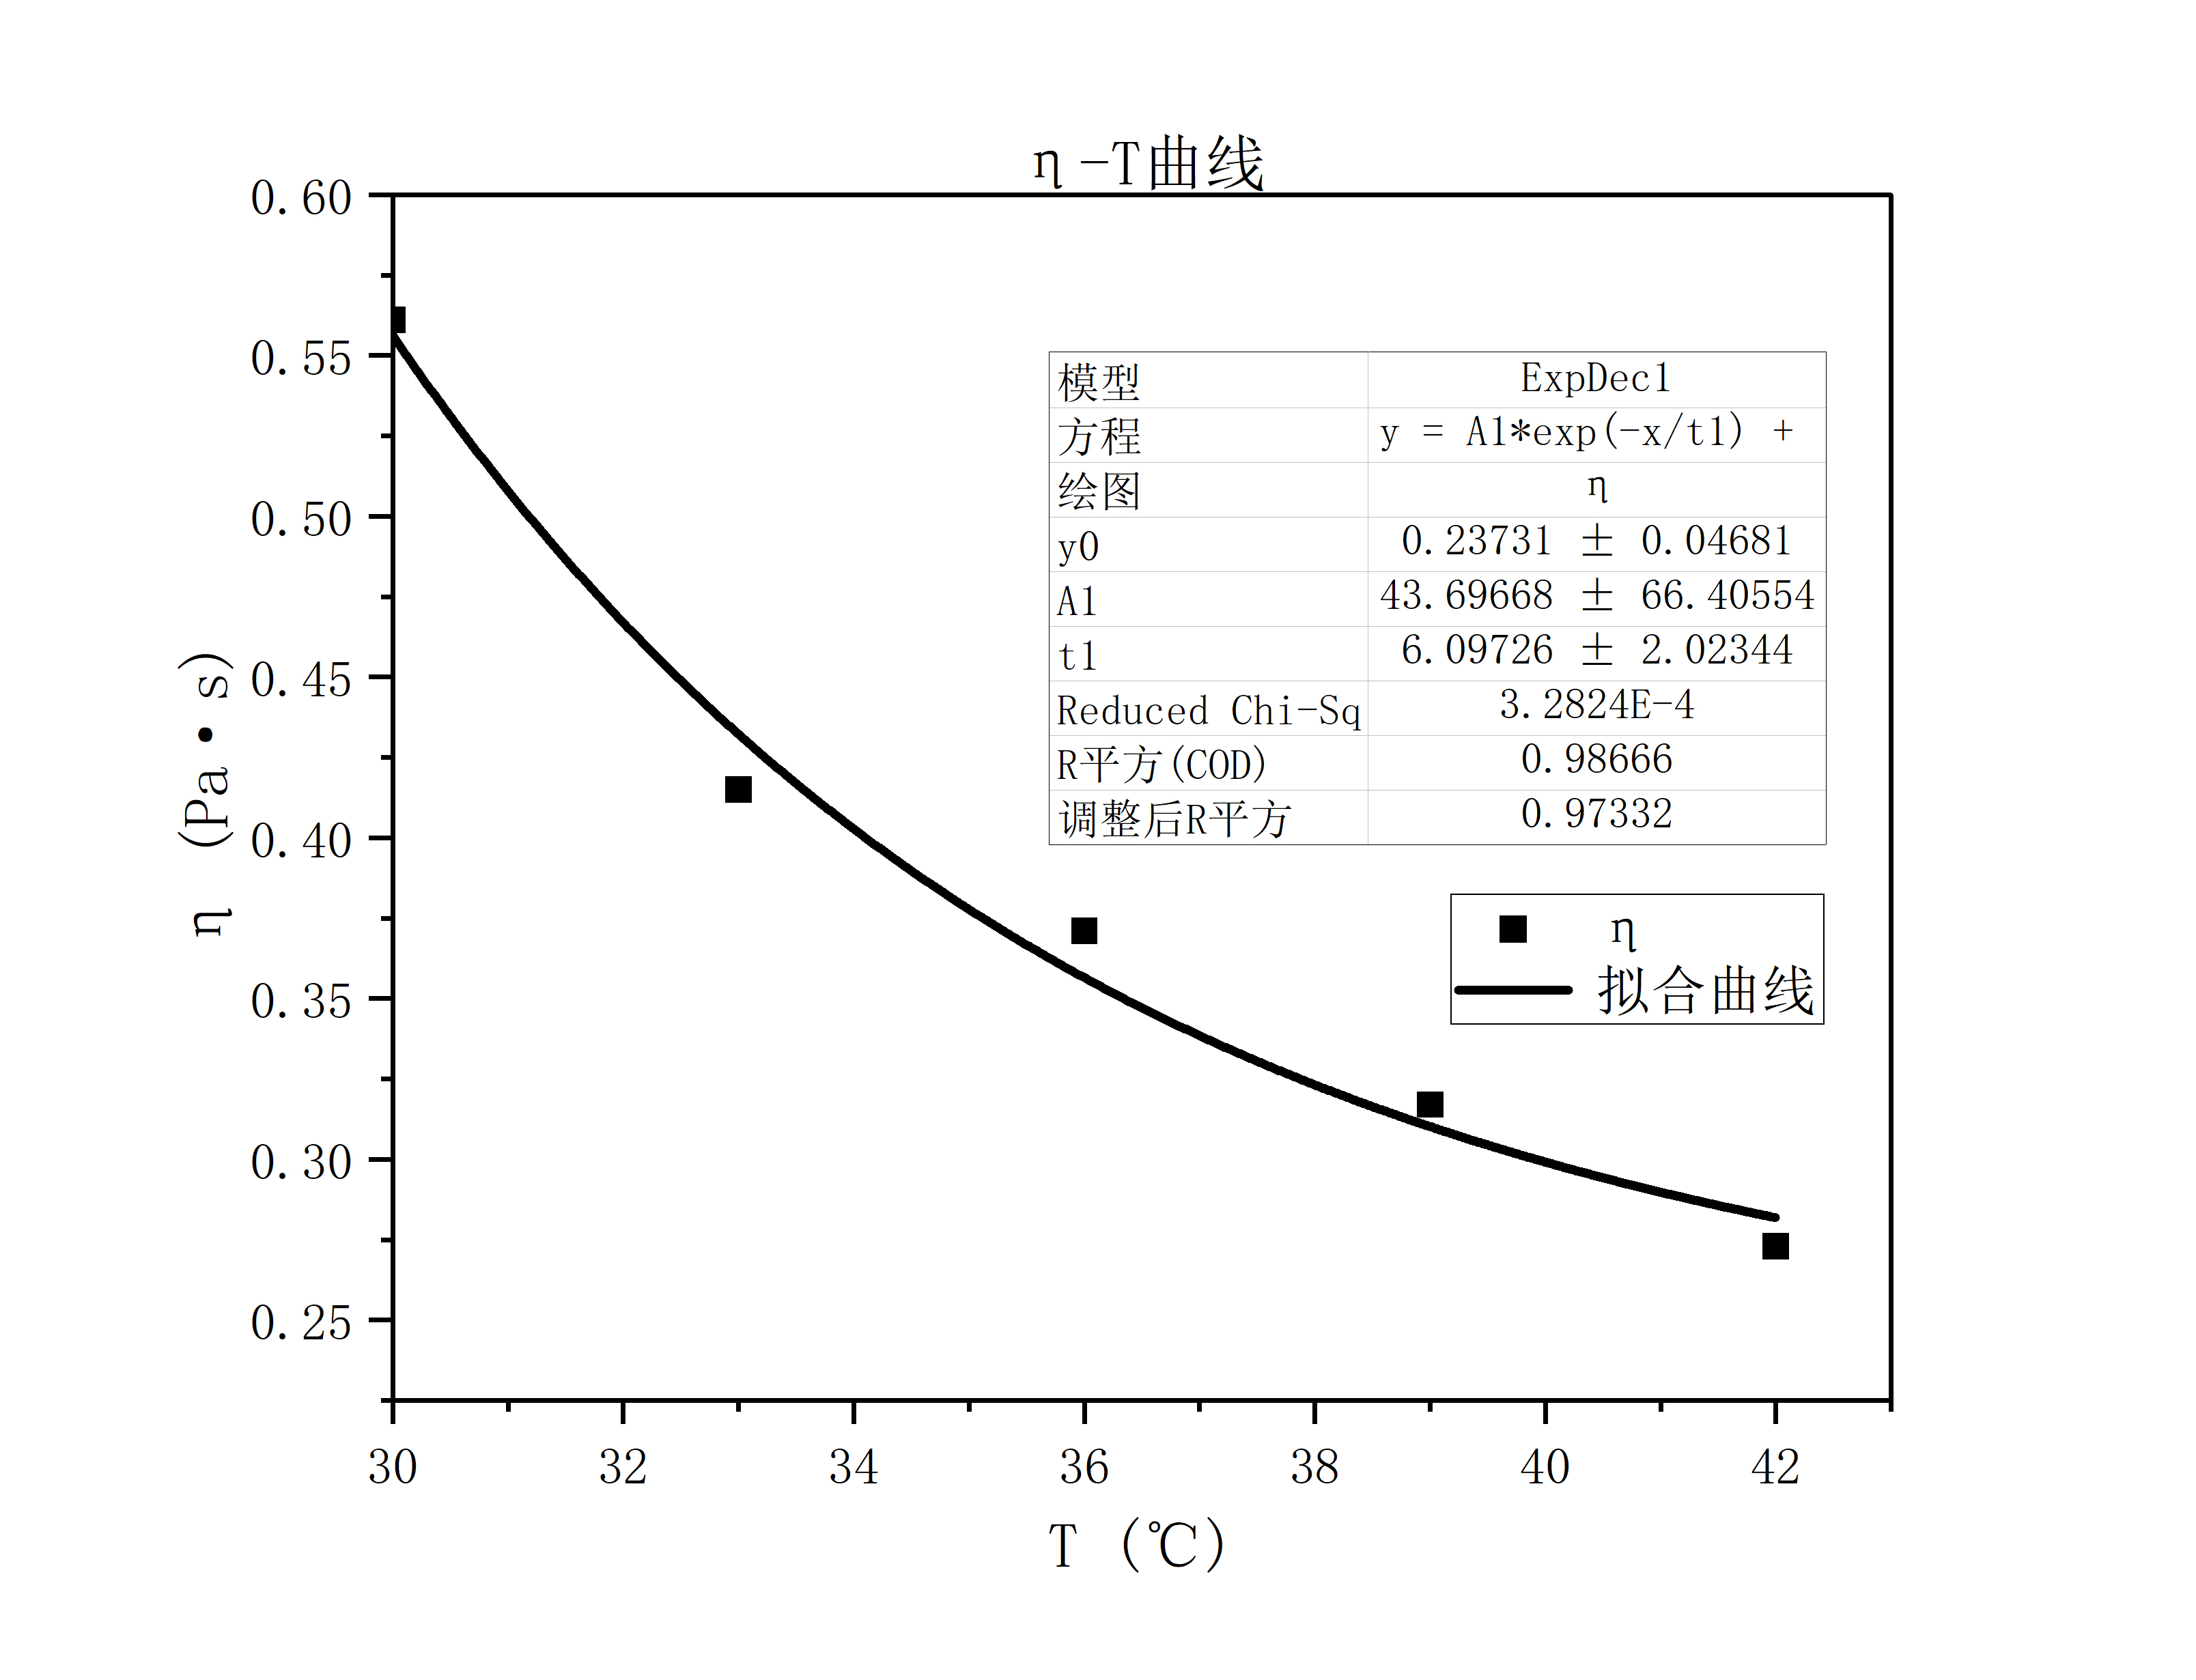 η-T曲线
0.60
0.55
0.50
0.45
0.40
0.35
0.30
0.25
η (Pa·s)
模型 ExpDec1
方程 y = A1*exp(-x/t1) +
绘图 η
y0 0.23731 ± 0.04681
A1 43.69668 ± 66.40554
t1 6.09726 ± 2.02344
Reduced Chi-Sq 3.2824E-4
R平方(COD) 0.98666
调整后R平方 0.97332
η
拟合曲线
30 32 34 36 38 40 42
T (℃)